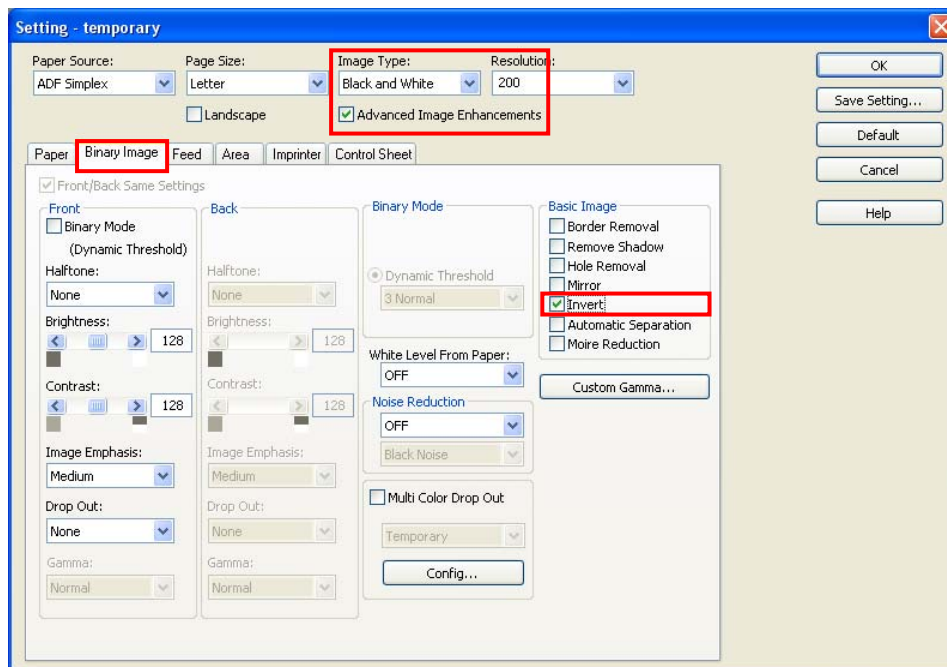 Setting - temporary
Paper Source: Page Size: Image Type: Resolution:
ADF Simplex Letter Black and White 200
Landscape Advanced Image Enhancements
OK
Save Setting...
Default
Cancel
Help
Paper Binary Image Feed Area Imprinter Control Sheet
Front/Back Same Settings
Front
Binary Mode
(Dynamic Threshold)
Halftone:
None
Brightness:
128
Contrast:
128
Image Emphasis:
Medium
Drop Out:
None
Gamma:
Normal
Back
Halftone:
None
Brightness:
128
Contrast:
128
Image Emphasis:
Medium
Drop Out:
None
Gamma:
Normal
Binary Mode
Dynamic Threshold
3 Normal
White Level From Paper:
OFF
Noise Reduction
OFF
Black Noise
Multi Color Drop Out
Temporary
Config...
Basic Image
Border Removal
Remove Shadow
Hole Removal
Mirror
Invert
Automatic Separation
Moire Reduction
Custom Gamma...